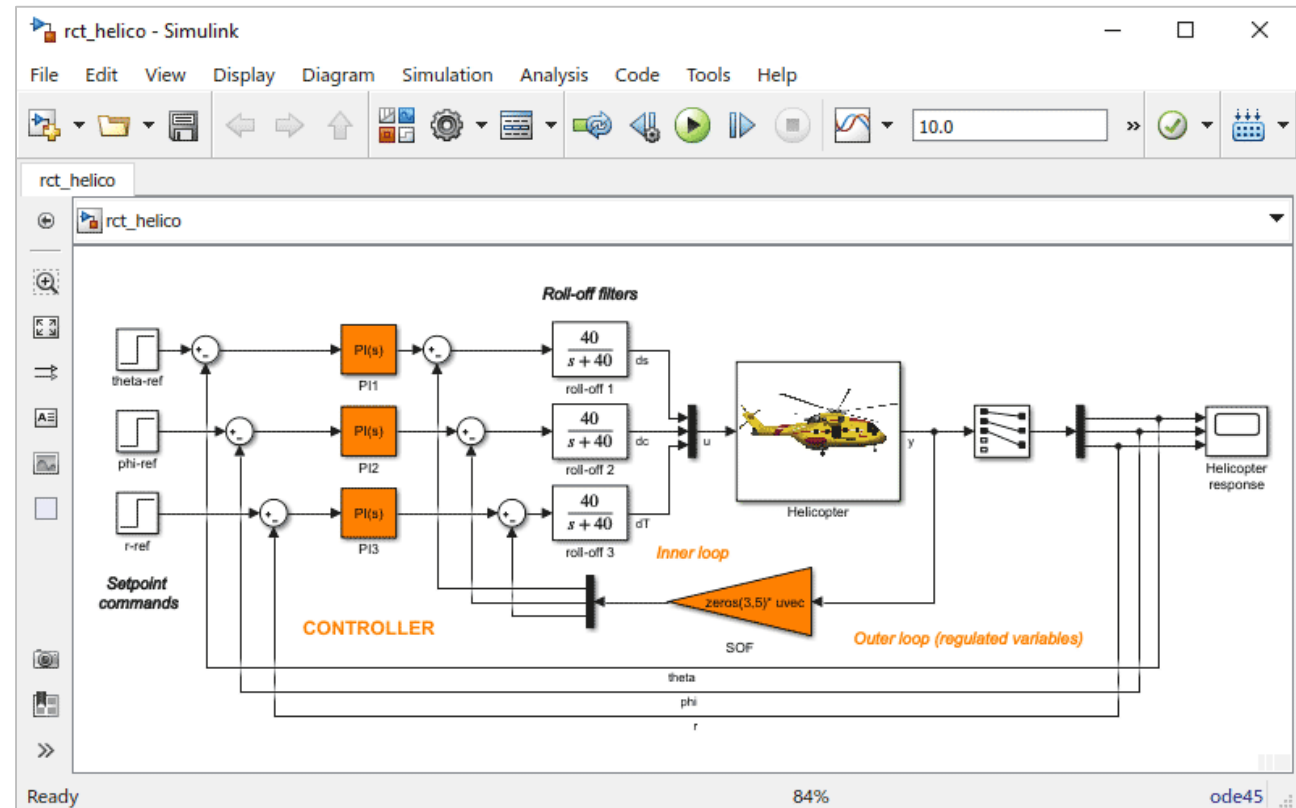 rct_helico - Simulink
File Edit View Display Diagram Simulation Analysis Code Tools Help
10.0
»
rct_helico
rct_helico
Roll-off filters
theta-ref
+
-
PI(s)
PI1
+
-
40
s + 40
roll-off 1
ds
phi-ref
+
-
PI(s)
PI2
+
-
40
s + 40
roll-off 2
dc
u
Helicopter
y
Helicopter
response
r-ref
+
-
PI(s)
PI3
+
-
40
s + 40
roll-off 3
dT
Inner loop
Setpoint
commands
CONTROLLER
zeros(3,5)* uvec
SOF
Outer loop (regulated variables)
theta
phi
r
Ready 84% ode45